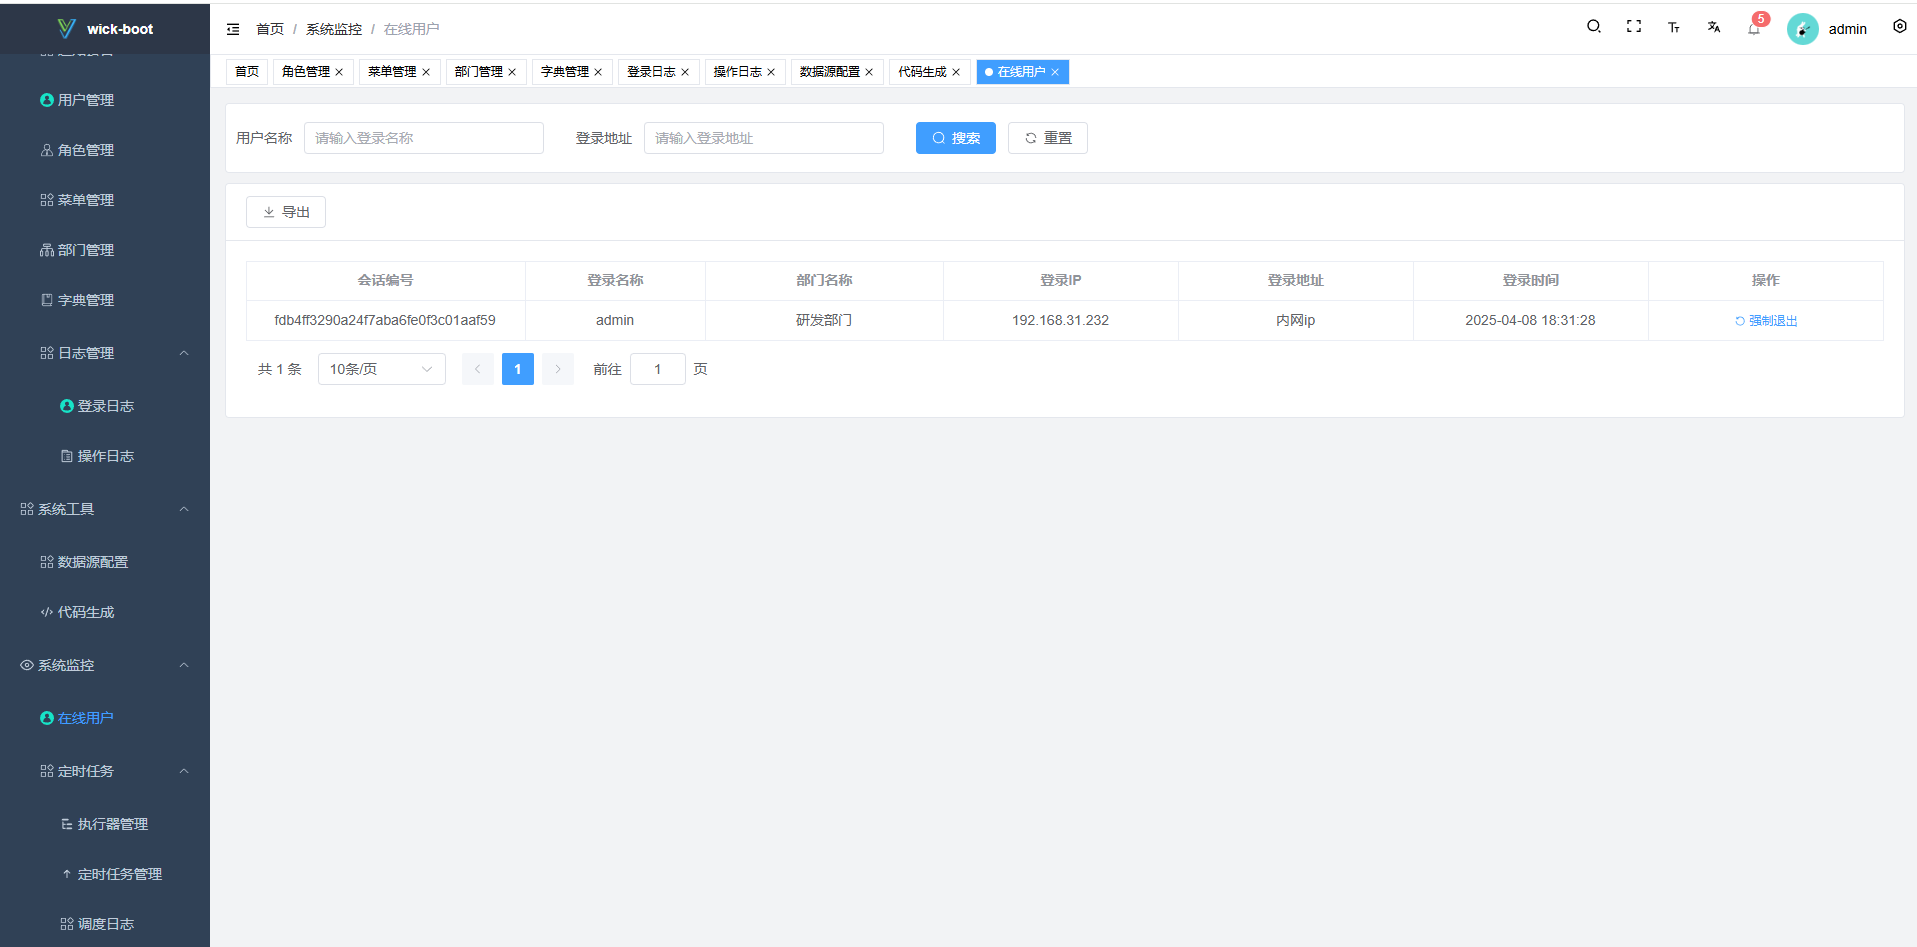 wick-boot
首页 / 系统监控 / 在线用户
5
admin
首页 角色管理 菜单管理 部门管理 字典管理 登录日志 操作日志 数据源配置 代码生成 在线用户
用户管理
角色管理
菜单管理
部门管理
字典管理
日志管理
登录日志
操作日志
系统工具
数据源配置
代码生成
系统监控
在线用户
定时任务
执行器管理
定时任务管理
调度日志
用户名称 请输入登录名称 登录地址 请输入登录地址 搜索 重置
导出
会话编号 登录名称 部门名称 登录IP 登录地址 登录时间 操作
fdb4ff3290a24f7aba6fe0f3c01aaf59 admin 研发部门 192.168.31.232 内网ip 2025-04-08 18:31:28 强制退出
共 1 条 10条/页 1 前往 1 页